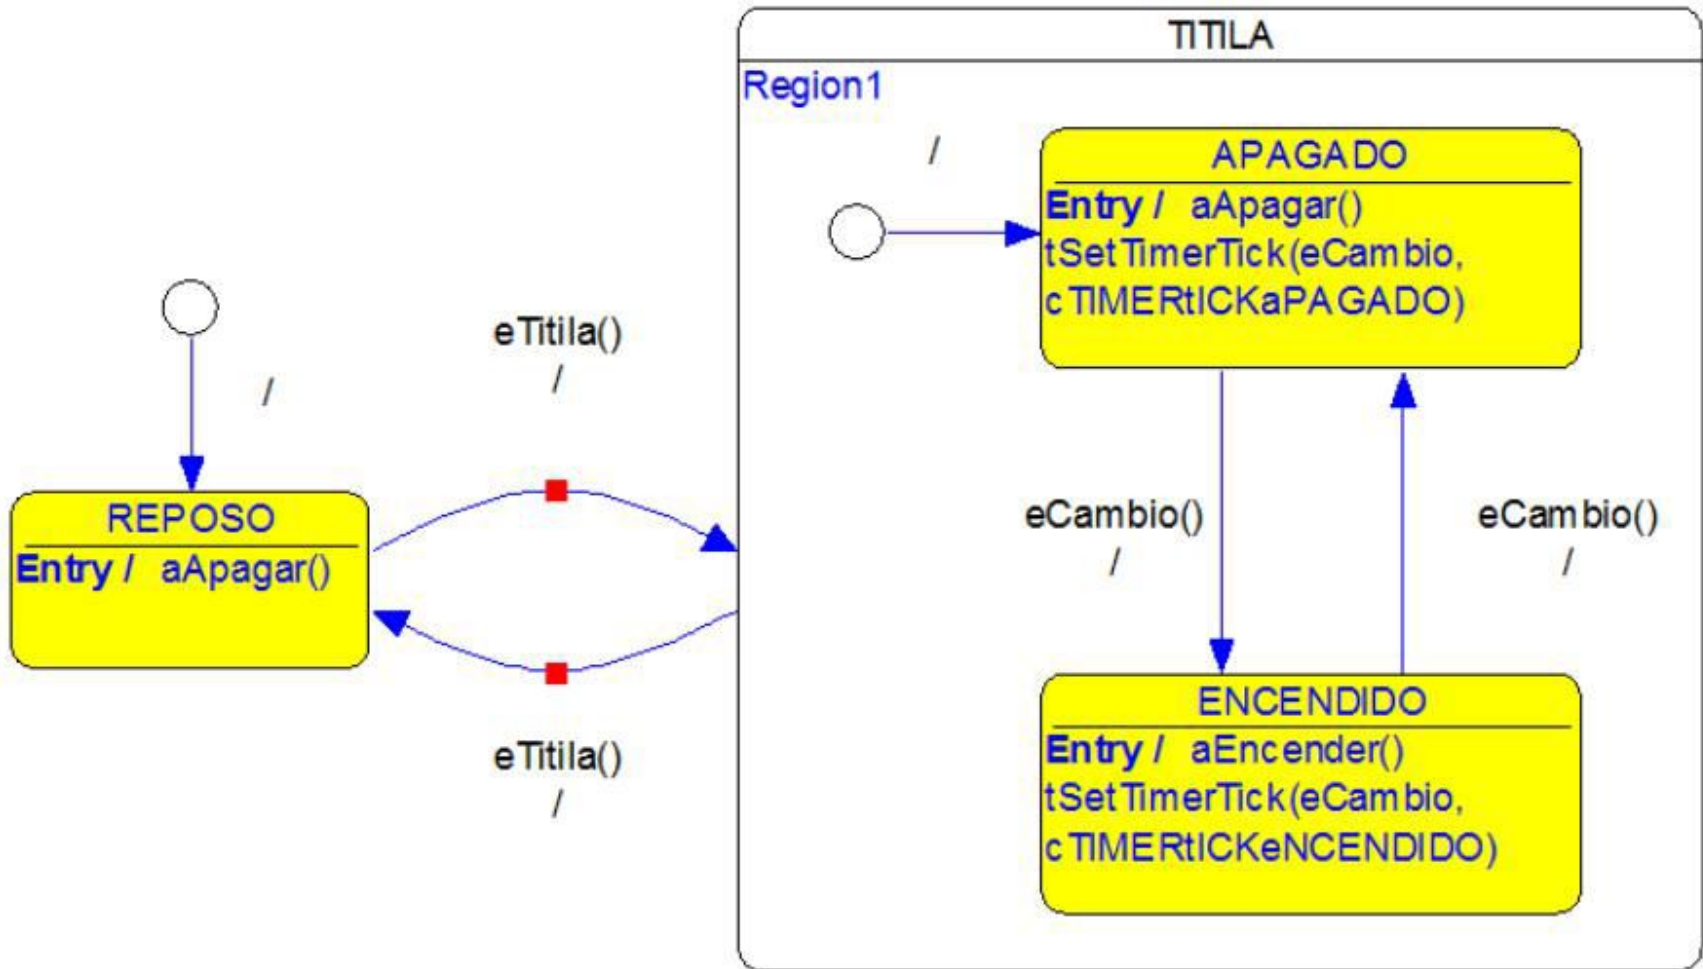 TITILA
Region1
/
APAGADO
Entry / aApagar()
tSetTimerTick(eCambio,
cTIMERtICKaPAGADO)
/
eTitila()
/
REPOSO
Entry / aApagar()
eTitila()
/
eCambio()
/
eCambio()
/
ENCENDIDO
Entry / aEncender()
tSetTimerTick(eCambio,
cTIMERtICKeNCENDIDO)